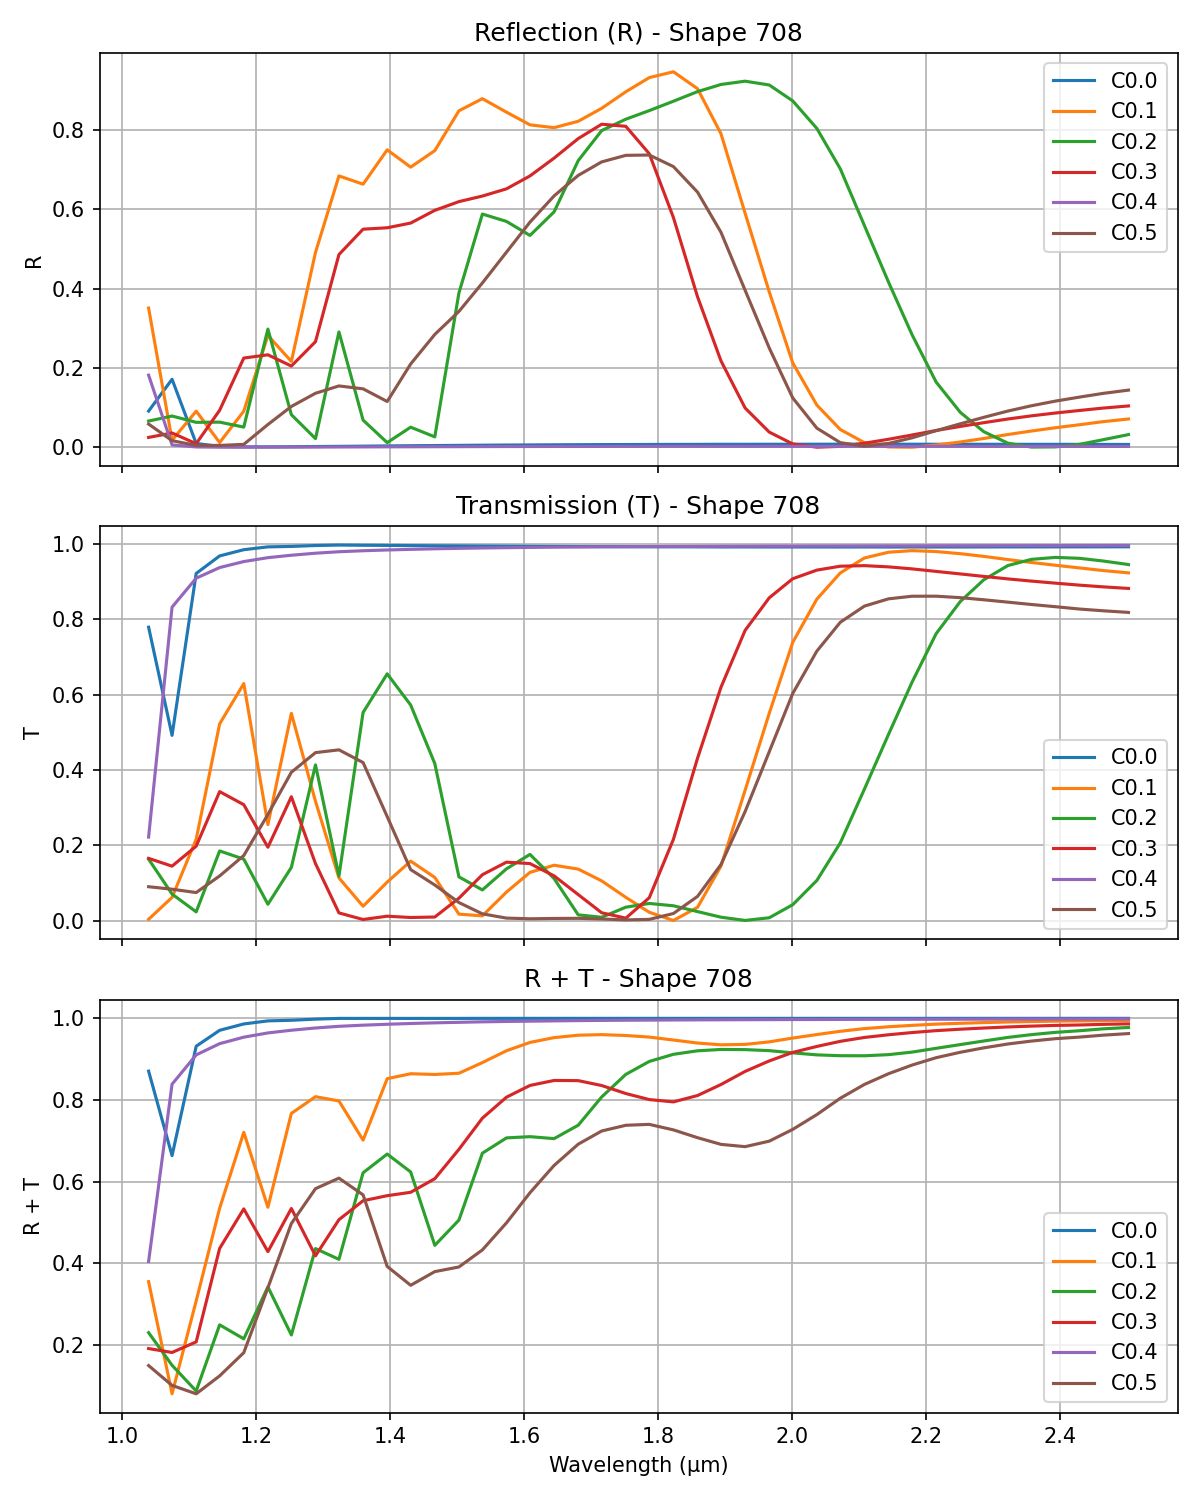 Reflection (R) - Shape 708
0.8
0.6
0.4
0.2
0.0
R
C0.0
C0.1
C0.2
C0.3
C0.4
C0.5
Transmission (T) - Shape 708
1.0
0.8
0.6
0.4
0.2
0.0
T
C0.0
C0.1
C0.2
C0.3
C0.4
C0.5
R + T - Shape 708
1.0
0.8
0.6
0.4
0.2
R + T
C0.0
C0.1
C0.2
C0.3
C0.4
C0.5
1.0 1.2 1.4 1.6 1.8 2.0 2.2 2.4
Wavelength (μm)